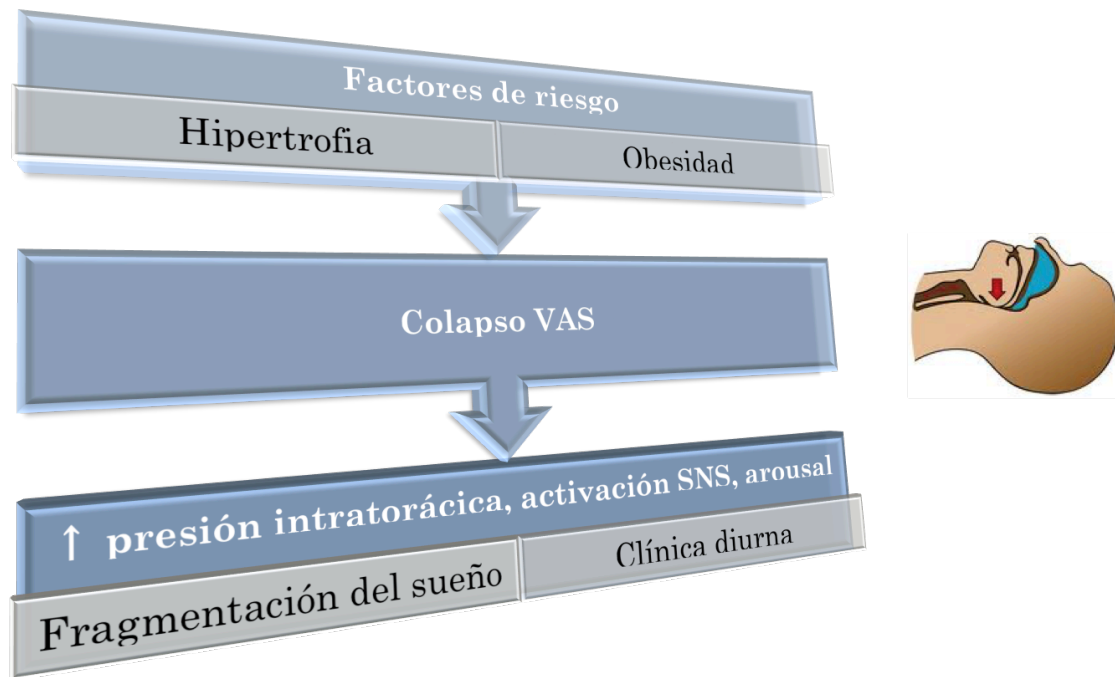 Factores de riesgo
Hipertrofia
Obesidad
Colapso VAS
↑ presión intratorácica, activación SNS, arousal
Fragmentación del sueño
Clínica diurna